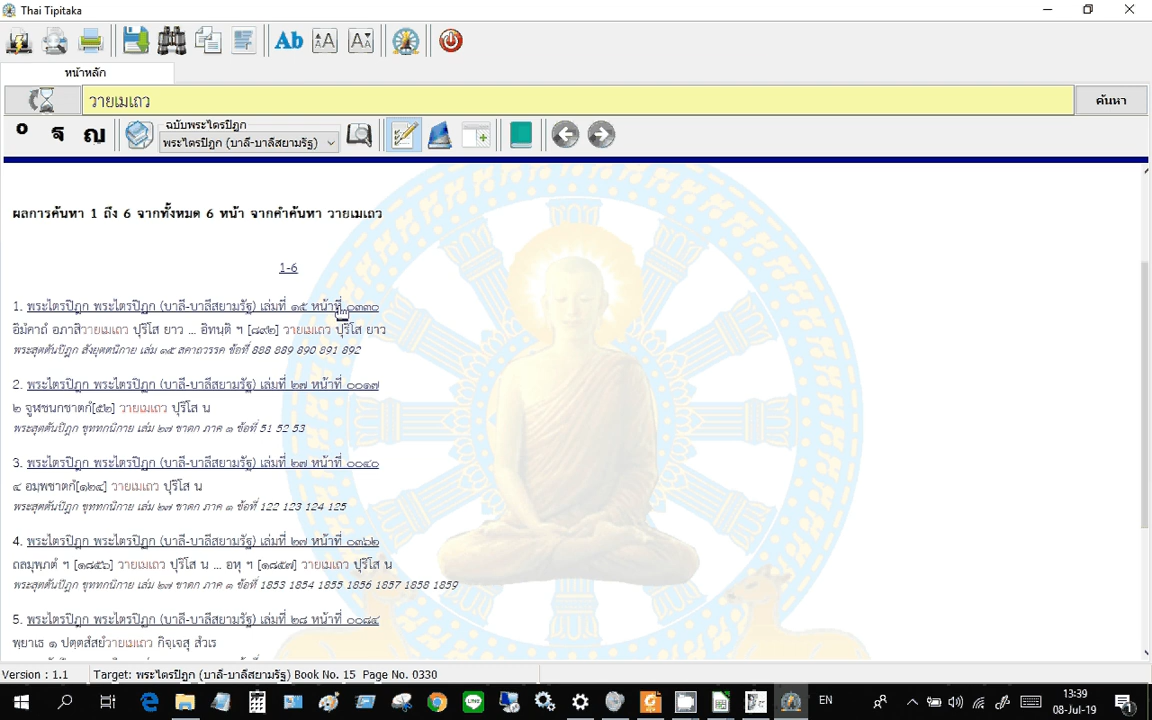 Thai Tipitaka
Ab
หน้าหลัก
วายเมเถว
ค้นหา
ฉบับพระไตรปิฎก
พระไตรปิฎก (บาลี-บาลีสยามรัฐ)
ผลการค้นหา 1 ถึง 6 จากทั้งหมด 6 หน้า จากคำค้นหา วายเมเถว
1-6
1. พระไตรปิฎก พระไตรปิฏก (บาลี-บาลีสยามรัฐ) เล่มที่ ๑๕ หน้าที่ ๐๓๓๐
อิมํคาถํ อภาสิวายเมเถว ปุริโส ยาว ... อิทนฺติ ฯ [๘๙๒] วายเมเถว ปุริโส ยาว
พระสุตตันปิฎก สังยุตตนิกาย เล่ม ๑๕ สคาถวรรค ข้อที่ 888 889 890 891 892
2. พระไตรปิฎก พระไตรปิฏก (บาลี-บาลีสยามรัฐ) เล่มที่ ๒๗ หน้าที่ ๐๐๑๗
๒ จูฬชนกชาตกํ[๕๒] วายเมเถว ปุริโส น
พระสุตตันปิฎก ขุททกนิกาย เล่ม ๒๗ ชาดก ภาค ๑ ข้อที่ 51 52 53
3. พระไตรปิฎก พระไตรปิฏก (บาลี-บาลีสยามรัฐ) เล่มที่ ๒๗ หน้าที่ ๐๐๔๐
๔ อมฺพชาตกํ[๑๒๔] วายเมเถว ปุริโส น
พระสุตตันปิฎก ขุททกนิกาย เล่ม ๒๗ ชาดก ภาค ๑ ข้อที่ 122 123 124 125
4. พระไตรปิฎก พระไตรปิฏก (บาลี-บาลีสยามรัฐ) เล่มที่ ๒๗ หน้าที่ ๐๓๖๒
ถลมุพฺภตํ ฯ [๑๘๕๖] วายเมเถว ปุริโส น ... อหุ ฯ [๑๘๕๗] วายเมเถว ปุริโส น
พระสุตตันปิฎก ขุททกนิกาย เล่ม ๒๗ ชาดก ภาค ๑ ข้อที่ 1853 1854 1855 1856 1857 1858 1859
5. พระไตรปิฎก พระไตรปิฏก (บาลี-บาลีสยามรัฐ) เล่มที่ ๒๘ หน้าที่ ๐๐๘๔
พฺยาเธ ๑ ปตฺตสํสยํวายเมเถว กิจฺเจสุ สํวเร
Version : 1.1 Target: พระไตรปิฏก (บาลี-บาลีสยามรัฐ) Book No. 15 Page No. 0330
EN
13:39
08-Jul-19